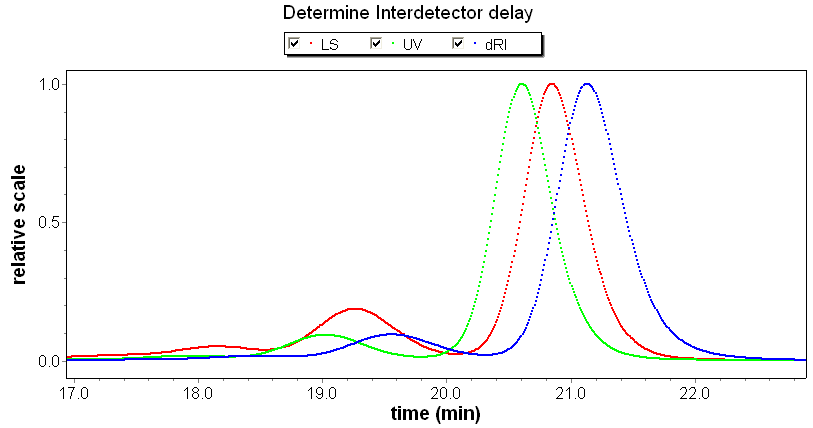 Determine Interdetector delay
LS UV dRI
1.0
0.5
0.0
relative scale
17.0 18.0 19.0 20.0 21.0 22.0
time (min)